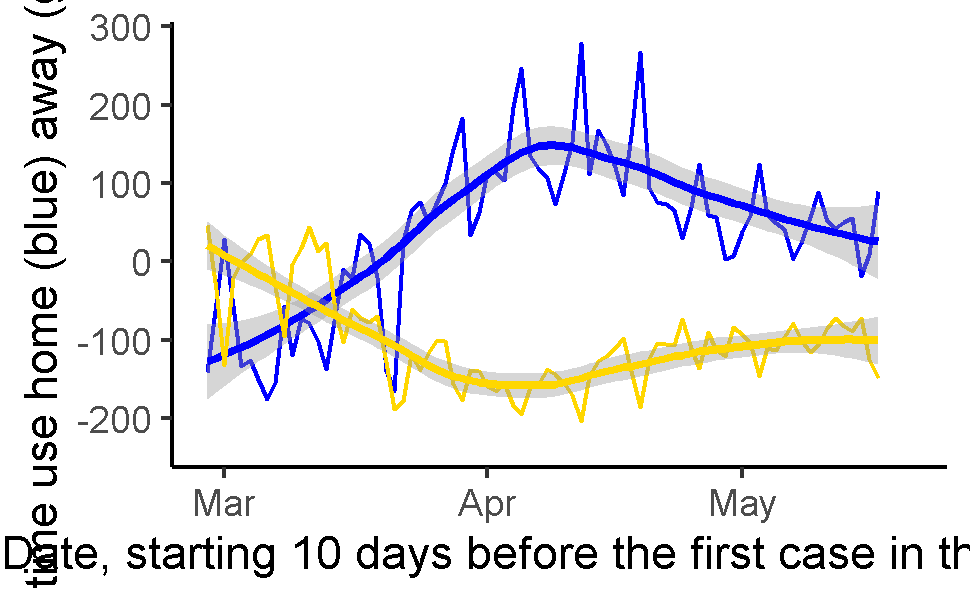 time use home (blue) away (
300
200
100
0
-100
-200
Mar Apr May
Date, starting 10 days before the first case in th